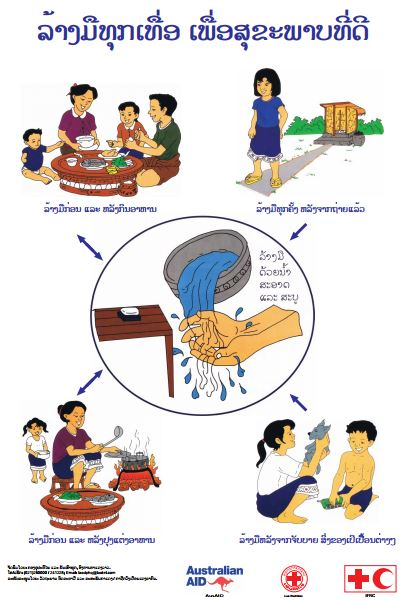 ລ້າງມືທຸກເທື່ອ ເພື່ອສຸຂະພາບທີ່ດີ
ລ້າງມືກ່ອນ ແລະ ຫລັງກິນອາຫານ
ລ້າງມືທຸກຄັ້ງ ຫລັງຈາກຖ່າຍແລ້ວ
ລ້າງມື
ດ້ວຍນ້ຳ
ສະອາດ
ແລະ ສະບູ
ລ້າງມືກ່ອນ ແລະ ຫລັງປຸງແຕ່ງອາຫານ
ລ້າງມືຫລັງຈາກຈັບບາຍ ສິ່ງຂອງເປິເປື້ອນຕ່າງໆ
Australian
AID
AusAID
IFRC